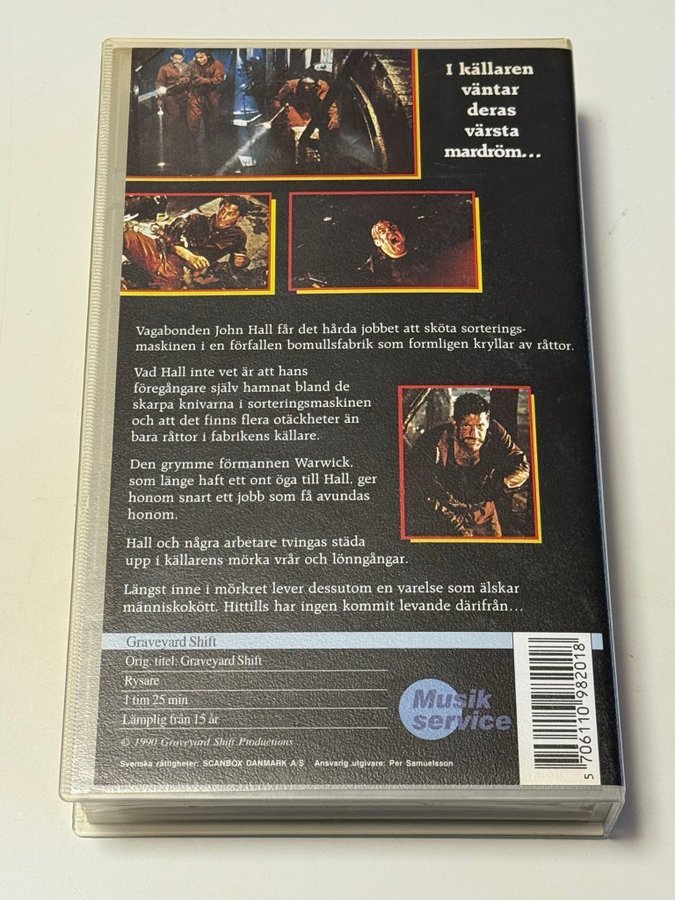 I källaren
väntar
deras
värsta
mardröm...
Vagabonden John Hall får det hårda jobbet att sköta sorterings-
maskinen i en förfallen bomullsfabrik som formligen kryllar av råttor.
Vad Hall inte vet är att hans
föregångare själv hamnat bland de
skarpa knivarna i sorteringsmaskinen
och att det finns flera otäckheter än
bara råttor i fabrikens källare.
Den grymme förmannen Warwick,
som länge haft ett ont öga till Hall, ger
honom snart ett jobb som få avundas
honom.
Hall och några arbetare tvingas städa
upp i källarens mörka vrår och lönngångar.
Längst inne i mörkret lever dessutom en varelse som älskar
människokött. Hittills har ingen kommit levande därifrån...
Graveyard Shift
Orig. titel: Graveyard Shift
Rysare
1 tim 25 min
Lämplig från 15 år
© 1990 Graveyard Shift Productions
Svenska rättigheter: SCANBOX DANMARK A/S Ansvarig utgivare: Per Samuelsson
Musik
service
5 706110 982018